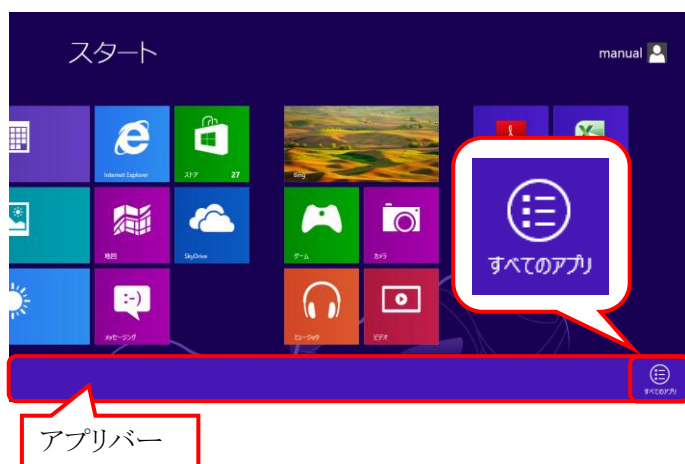 スタート
manual
Internet Explorer
ストア 27
Bing
すべてのアプリ
地図
SkyDrive
ゲーム
カメラ
メッセージング
ミュージック
ビデオ
すべてのアプリ
アプリバー